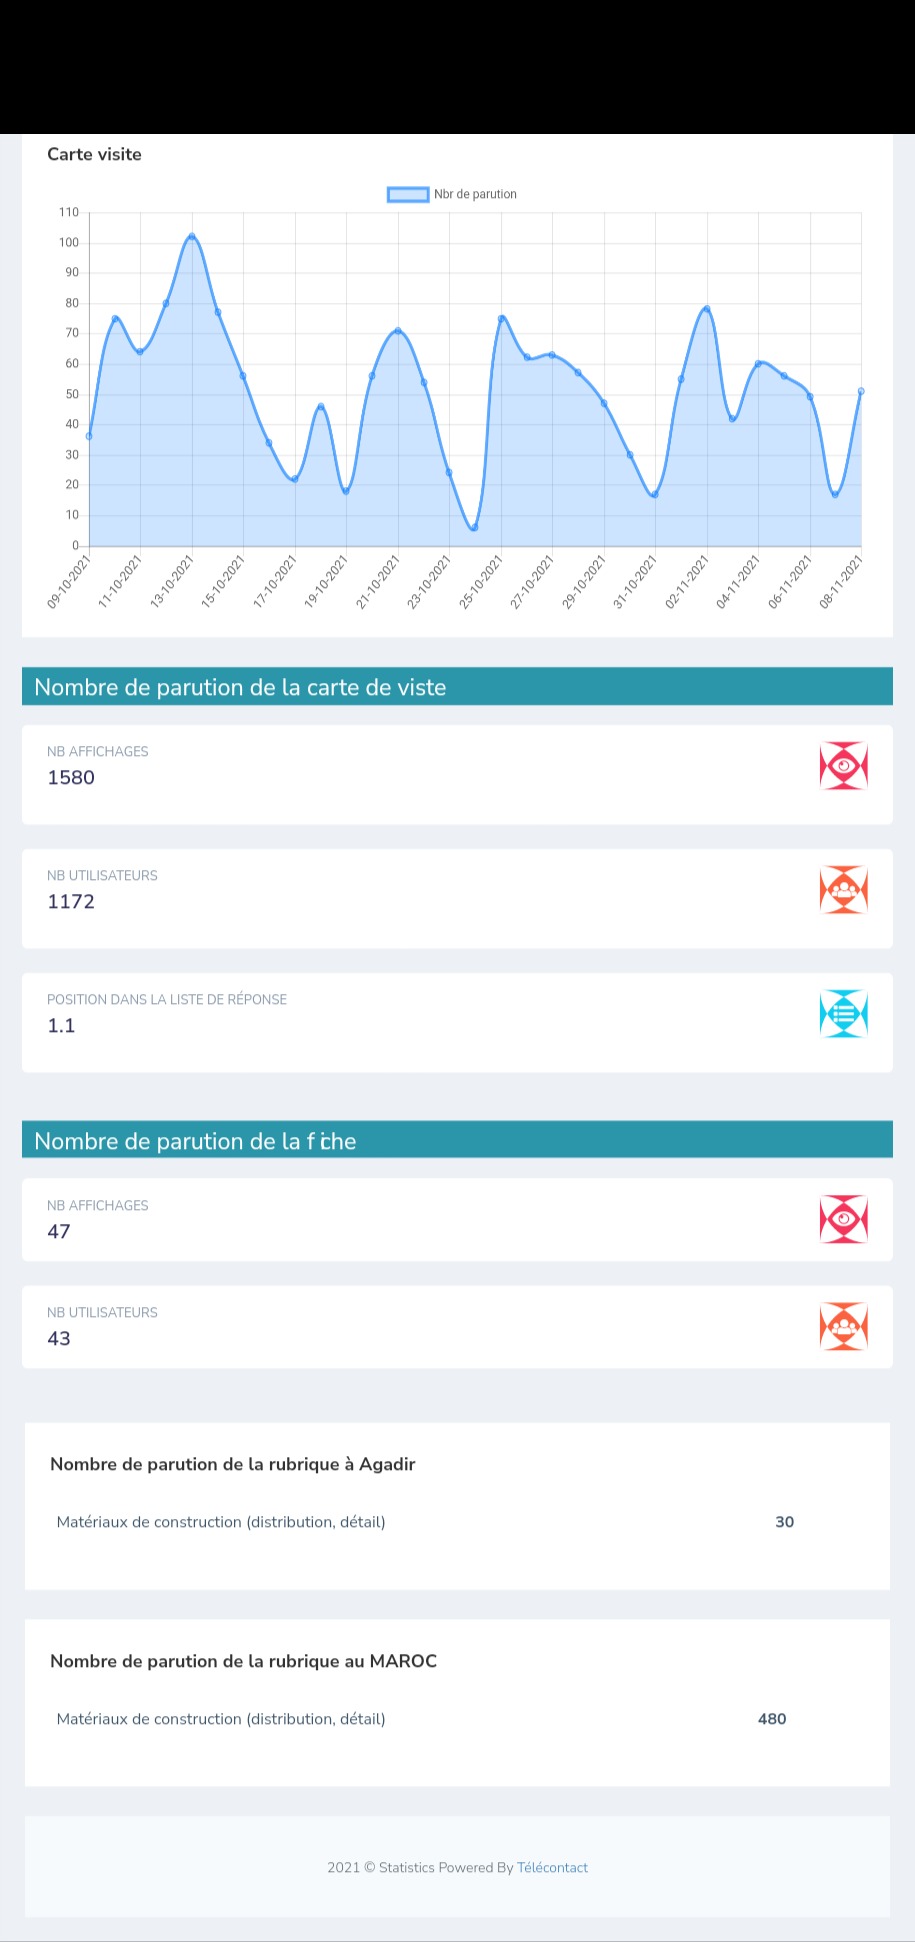 Carte visite
Nbr de parution
110
100
90
80
70
60
50
40
30
20
10
0
09-10-2021
11-10-2021
13-10-2021
15-10-2021
17-10-2021
19-10-2021
21-10-2021
23-10-2021
25-10-2021
27-10-2021
29-10-2021
31-10-2021
02-11-2021
04-11-2021
06-11-2021
08-11-2021
Nombre de parution de la carte de viste
NB AFFICHAGES
1580
NB UTILISATEURS
1172
POSITION DANS LA LISTE DE RÉPONSE
1.1
Nombre de parution de la fiche
NB AFFICHAGES
47
NB UTILISATEURS
43
Nombre de parution de la rubrique à Agadir
Matériaux de construction (distribution, détail) 30
Nombre de parution de la rubrique au MAROC
Matériaux de construction (distribution, détail) 480
2021 © Statistics Powered By Télécontact